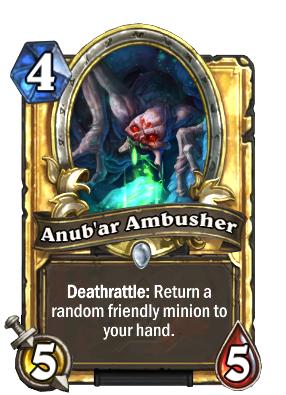 4
Anub'ar Ambusher
Deathrattle: Return a
random friendly minion to
your hand.
5 5